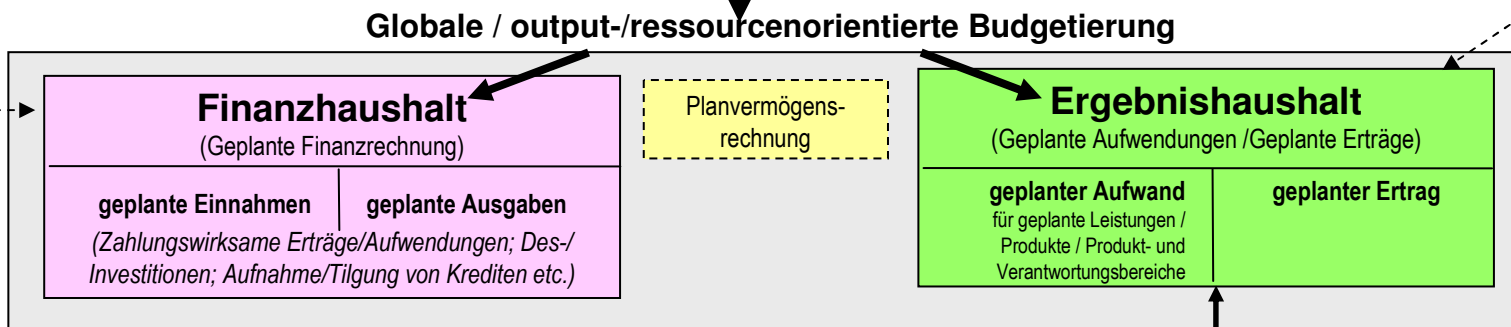 Globale / output-/ressourcenorientierte Budgetierung
Finanzhaushalt
(Geplante Finanzrechnung)
geplante Einnahmen
geplante Ausgaben
(Zahlungswirksame Erträge/Aufwendungen; Des-/
Investitionen; Aufnahme/Tilgung von Krediten etc.)
Planvermögens-
rechnung
Ergebnishaushalt
(Geplante Aufwendungen /Geplante Erträge)
geplanter Aufwand
für geplante Leistungen /
Produkte / Produkt- und
Verantwortungsbereiche
geplanter Ertrag